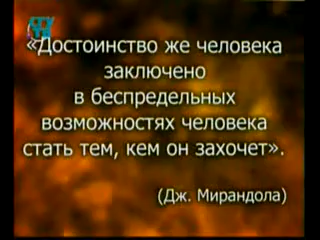 «Достоинство же человека
заключено
в беспредельных
возможностях человека
стать тем, кем он захочет».
(Дж. Мирандола)